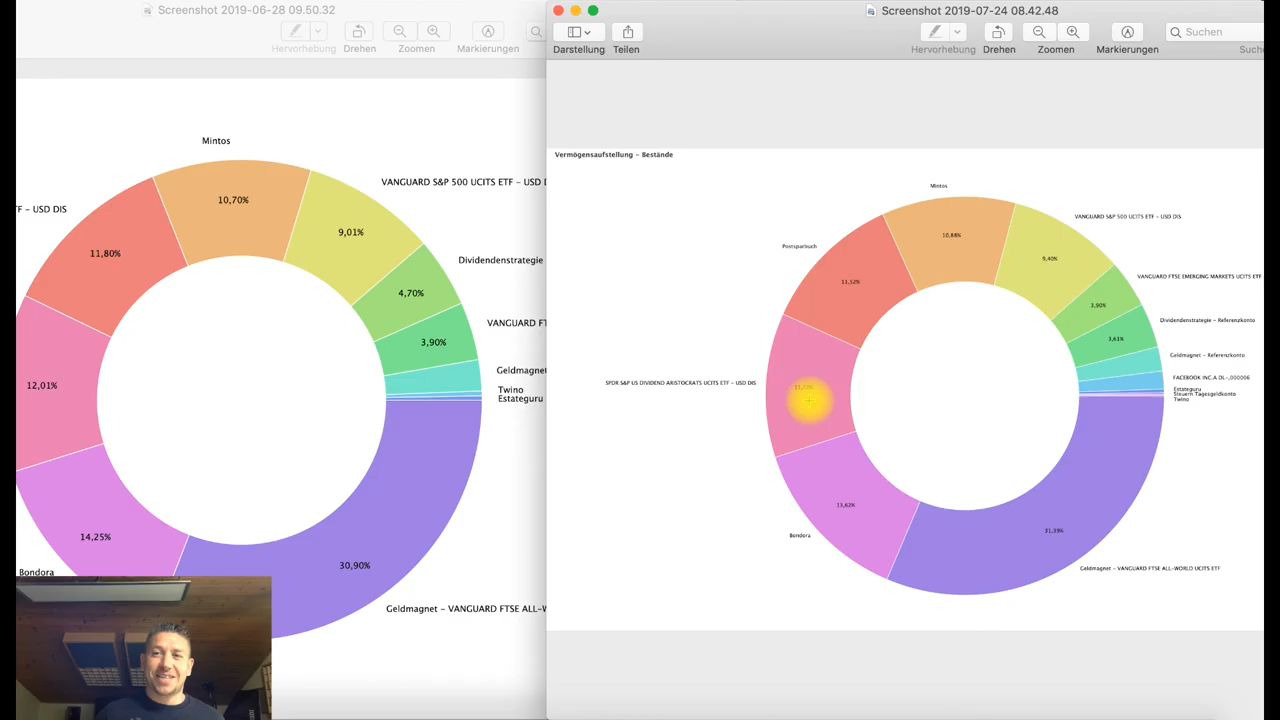 Screenshot 2019-06-28 09.50.32
Hervorhebung
Drehen
Zoomen
Markierungen
Mintos
VANGUARD S&P 500 UCITS ETF - USD
TF - USD DIS
10,70%
9,01%
11,80%
Dividendenstrategie
4,70%
VANGUARD FT
3,90%
Geldmagnet
12,01%
Twino
Estateguru
14,25%
30,90%
Bondora
Geldmagnet - VANGUARD FTSE ALL-W
Screenshot 2019-07-24 08.42.48
Suchen
Darstellung
Teilen
Hervorhebung
Drehen
Zoomen
Markierungen
Suche
Vermögensaufstellung - Bestände
Mintos
VANGUARD S&P 500 UCITS ETF - USD DIS
10,88%
Postsparbuch
9,40%
VANGUARD FTSE EMERGING MARKETS UCITS ETF
11,52%
3,90%
Dividendenstrategie - Referenzkonto
3,61%
Geldmagnet - Referenzkonto
FACEBOOK INC.A DL-,000006
SPDR S&P US DIVIDEND ARISTOCRATS UCITS ETF - USD DIS
Estateguru
Steuern Tagesgeldkonto
Twino
13,62%
31,39%
Bondora
Geldmagnet - VANGUARD FTSE ALL-WORLD UCITS ETF